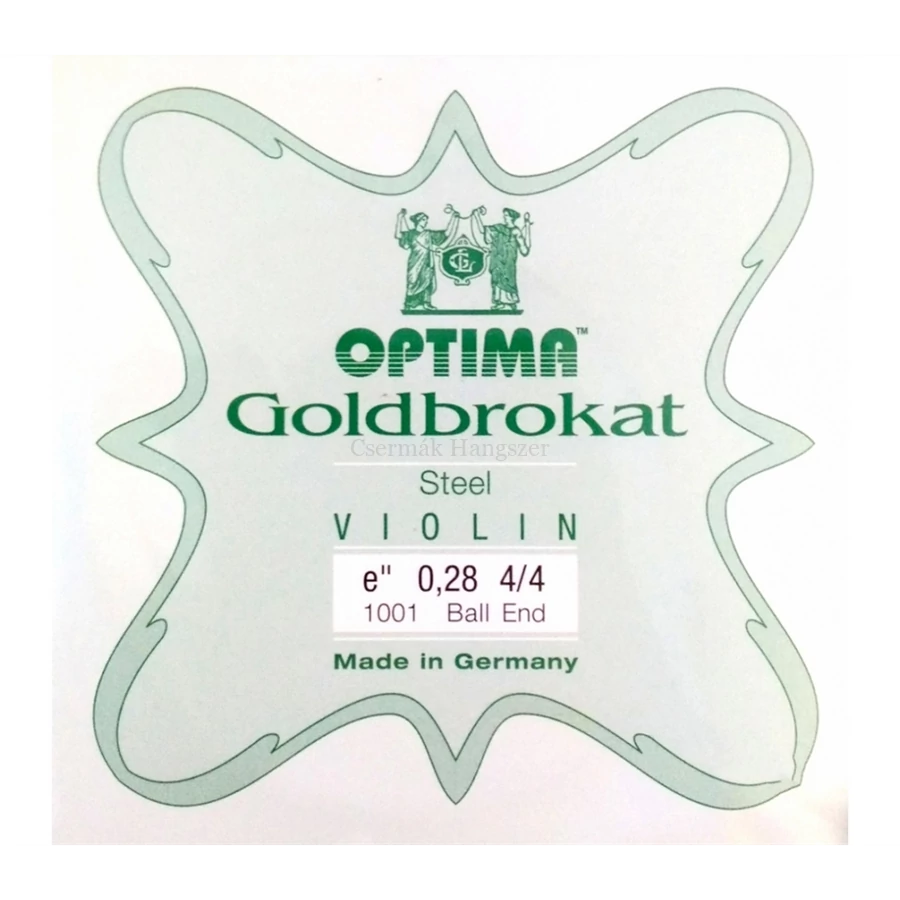 GL
OPTIMA™
Goldbrokat
Csermák Hangszer
Steel
VIOLIN
e" 0,28 4/4
1001 Ball End
Made in Germany